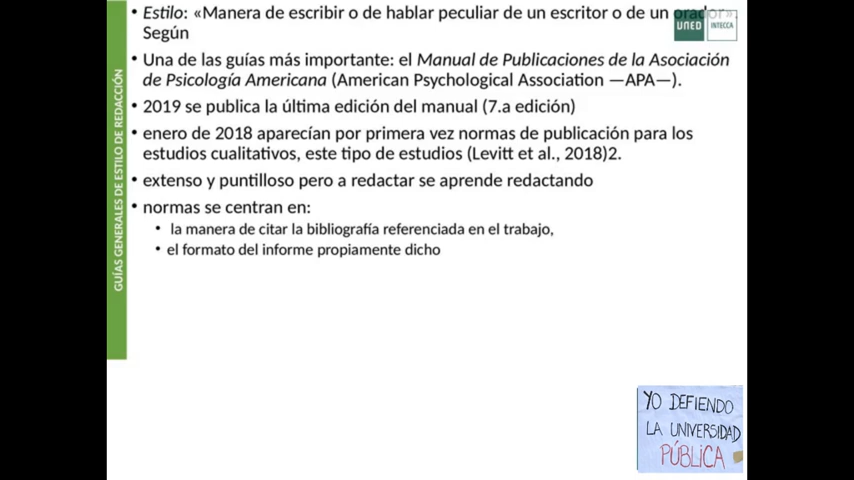 • Estilo: «Manera de escribir o de hablar peculiar de un escritor o de un orador».
Según
• Una de las guías más importante: el Manual de Publicaciones de la Asociación
de Psicología Americana (American Psychological Association —APA—).
• 2019 se publica la última edición del manual (7.a edición)
• enero de 2018 aparecían por primera vez normas de publicación para los
estudios cualitativos, este tipo de estudios (Levitt et al., 2018)2.
• extenso y puntilloso pero a redactar se aprende redactando
• normas se centran en:
• la manera de citar la bibliografía referenciada en el trabajo,
• el formato del informe propiamente dicho
GUÍAS GENERALES DE ESTILO DE REDACCIÓN
UNED
INTECCA
YO DEFIENDO
LA UNIVERSIDAD
PÚBLICA